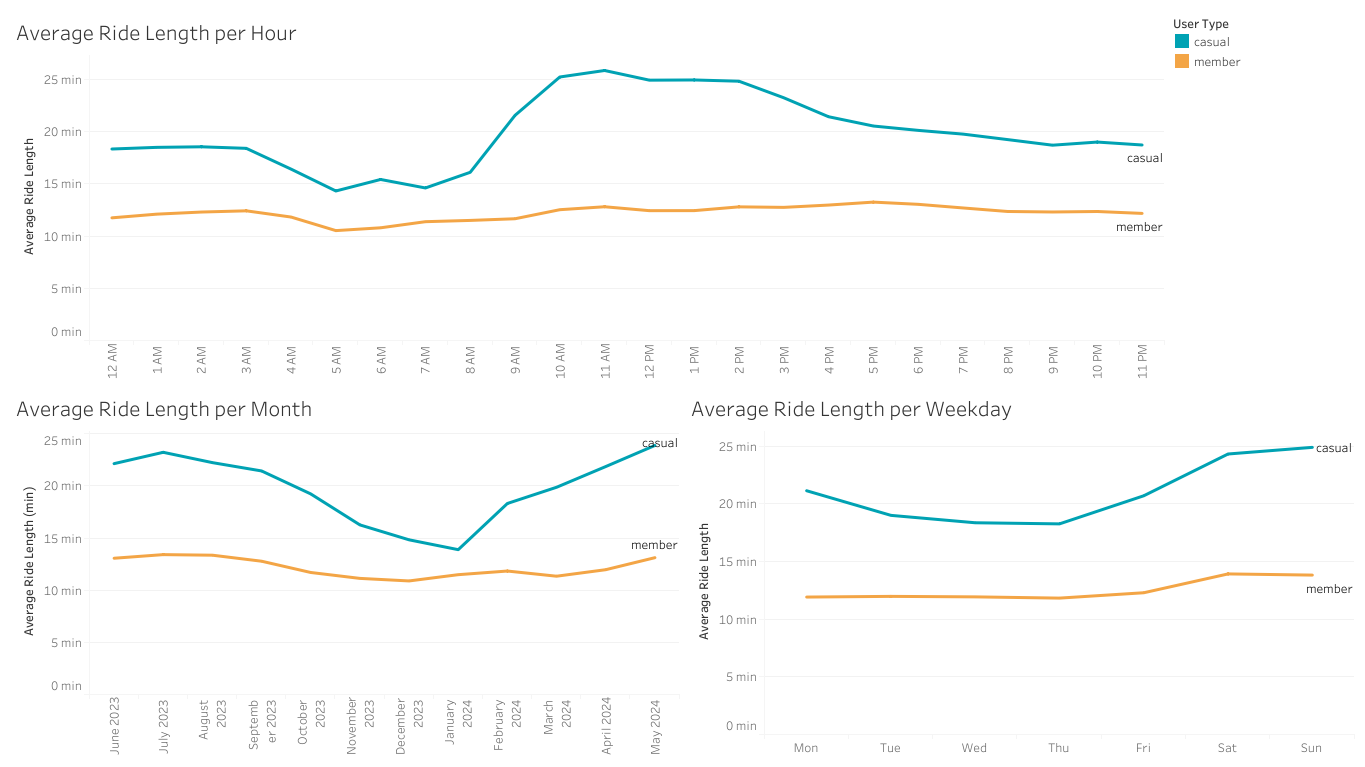 Average Ride Length per Hour
User Type
casual
member
Average Ride Length
25 min
20 min
15 min
10 min
5 min
0 min
casual
member
12 AM
1 AM
2 AM
3 AM
4 AM
5 AM
6 AM
7 AM
8 AM
9 AM
10 AM
11 AM
12 PM
1 PM
2 PM
3 PM
4 PM
5 PM
6 PM
7 PM
8 PM
9 PM
10 PM
11 PM
Average Ride Length per Month
Average Ride Length (min)
25 min
20 min
15 min
10 min
5 min
0 min
casual
member
June 2023
July 2023
August
2023
Septemb
er 2023
October
2023
November
2023
December
2023
January
2024
February
2024
March
2024
April 2024
May 2024
Average Ride Length per Weekday
Average Ride Length
25 min
20 min
15 min
10 min
5 min
0 min
casual
member
Mon
Tue
Wed
Thu
Fri
Sat
Sun